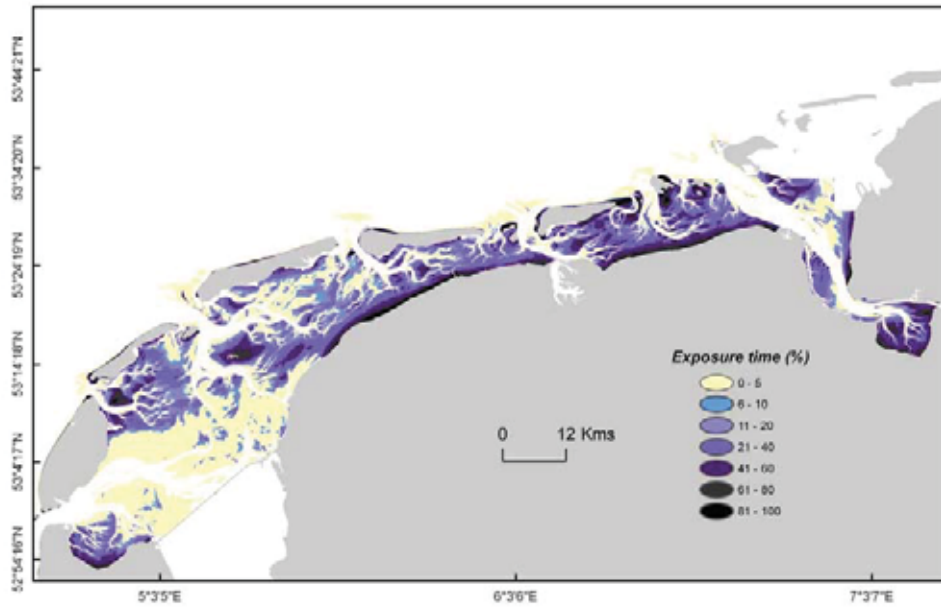 53°44'21"N
53°34'20"N
53°24'19"N
53°14'18"N
53°4'17"N
52°54'16"N
Exposure time (%)
0 - 5
6 - 10
11 - 20
21 - 40
41 - 60
61 - 80
81 - 100
0 12 Kms
5°3'5"E
6°3'6"E
7°3'7"E